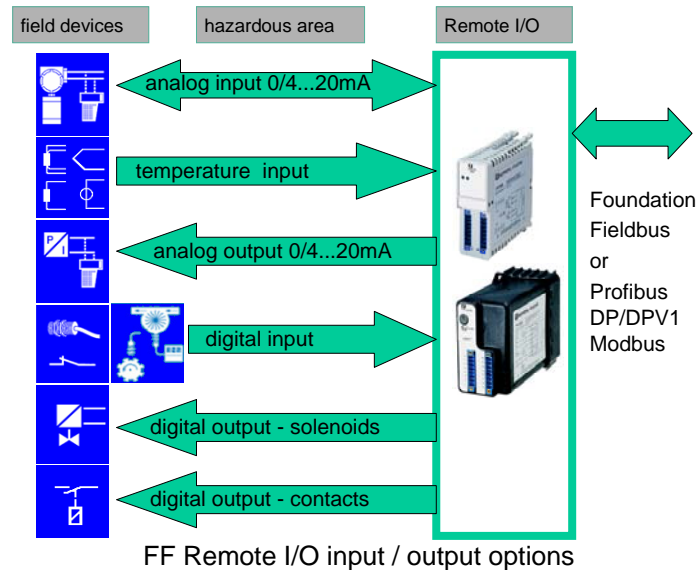 field devices
hazardous area
Remote I/O
analog input 0/4...20mA
temperature input
analog output 0/4...20mA
P
I
digital input
digital output - solenoids
digital output - contacts
Foundation
Fieldbus
or
Profibus
DP/DPV1
Modbus
FF Remote I/O input / output options